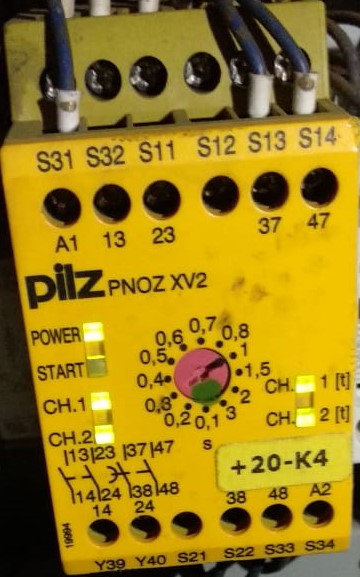 S31 S32 S11 S12 S13 S14
A1 13 23 37 47
pilz PNOZ XV2
POWER
START
CH.1
CH.2
0,1 0,2 0,3 0,4 0,5 0,6 0,7 0,8 1 1,5 2 3
s
CH. 1 [t]
CH. 2 [t]
|13|23 |37|47
14 24 38 48
+20-K4
14 24 38 48 A2
19994
Y39 Y40 S21 S22 S33 S34